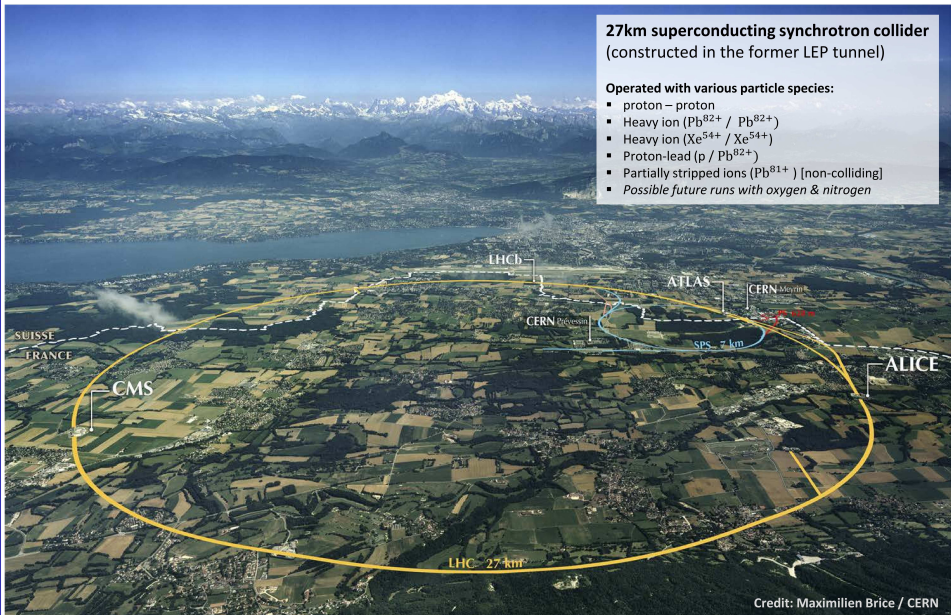 27km superconducting synchrotron collider
(constructed in the former LEP tunnel)
Operated with various particle species:
▪ proton – proton
▪ Heavy ion (Pb⁸²⁺ / Pb⁸²⁺)
▪ Heavy ion (Xe⁵⁴⁺ / Xe⁵⁴⁺)
▪ Proton-lead (p / Pb⁸²⁺)
▪ Partially stripped ions (Pb⁸¹⁺ ) [non-colliding]
▪ Possible future runs with oxygen & nitrogen
LHCb
ATLAS
CERN Meyrin
CERN Prévessin
SPS 7 km
SUISSE
FRANCE
CMS
ALICE
LHC 27 km
Credit: Maximilien Brice / CERN